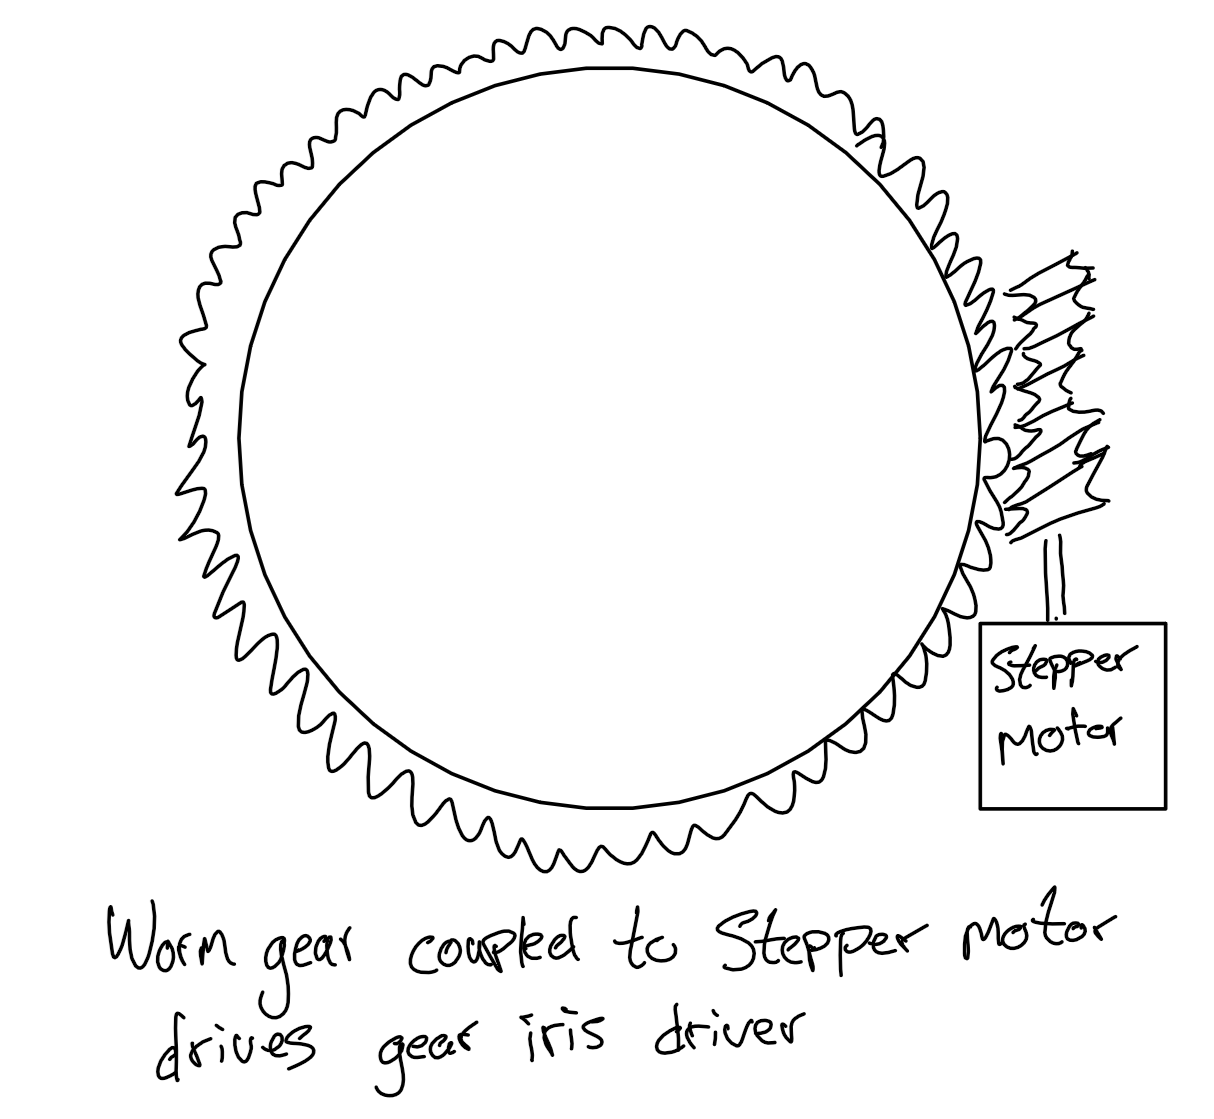 Stepper
Motor
Worm gear coupled to Stepper motor
drives gear iris driver